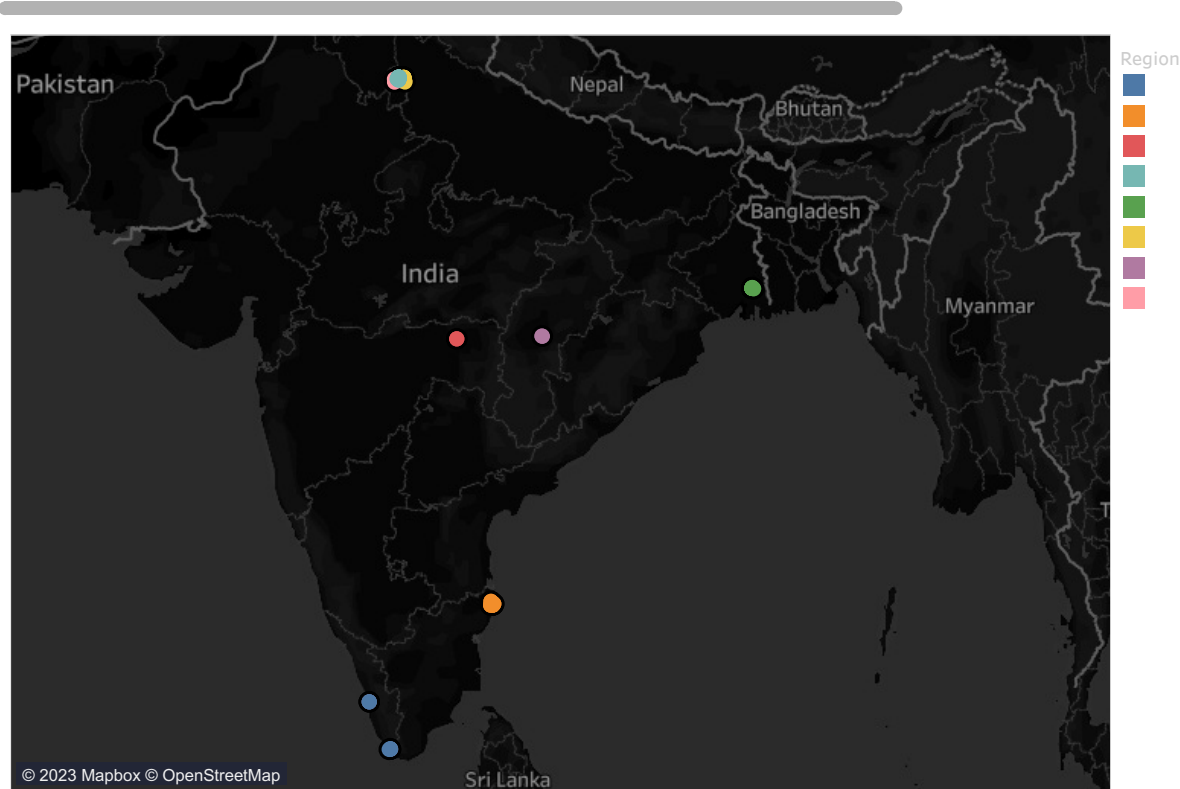 Region
Pakistan
Nepal
Bhutan
Bangladesh
India
Myanmar
T
Sri Lanka
© 2023 Mapbox © OpenStreetMap